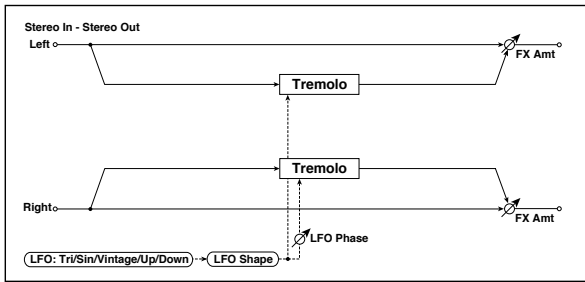 Stereo In - Stereo Out
Left
FX Amt
Tremolo
Tremolo
Right
FX Amt
LFO Phase
LFO: Tri/Sin/Vintage/Up/Down
LFO Shape